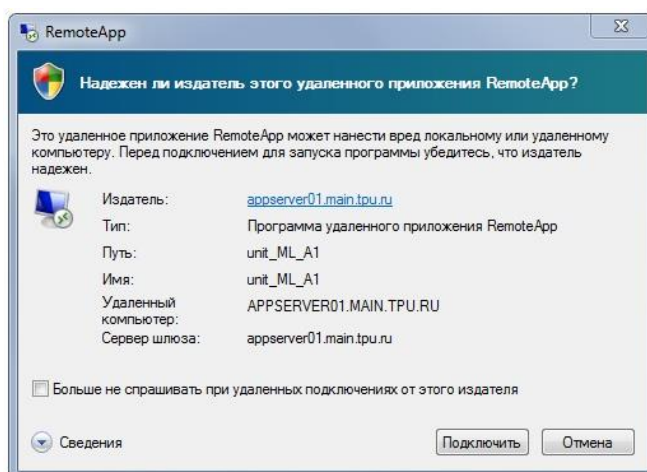 RemoteApp
Надежен ли издатель этого удаленного приложения RemoteApp?
Это удаленное приложение RemoteApp может нанести вред локальному или удаленному
компьютеру. Перед подключением для запуска программы убедитесь, что издатель
надежен.
Издатель: appserver01.main.tpu.ru
Тип: Программа удаленного приложения RemoteApp
Путь: unit_ML_A1
Имя: unit_ML_A1
Удаленный компьютер: APPSERVER01.MAIN.TPU.RU
Сервер шлюза: appserver01.main.tpu.ru
Больше не спрашивать при удаленных подключениях от этого издателя
Сведения Подключить Отмена